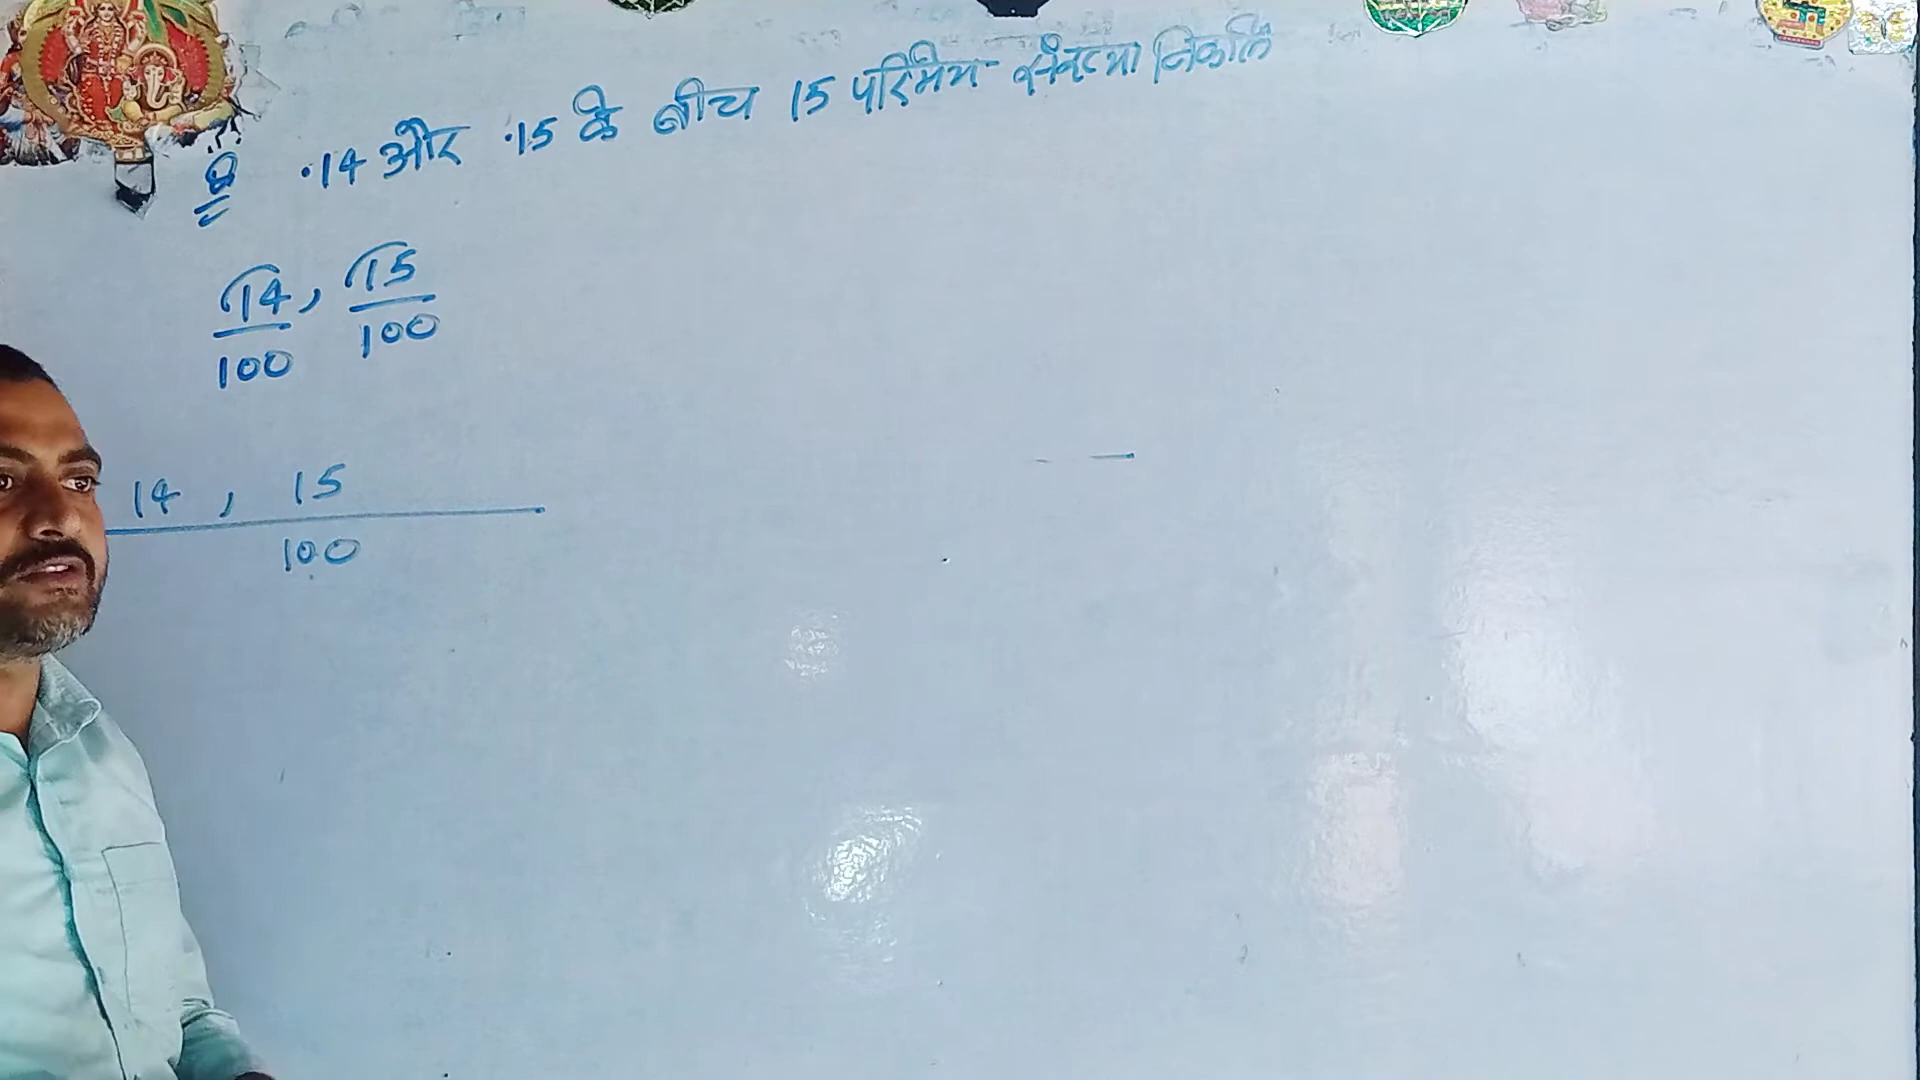 प्र .14 और .15 के बीच 15 परिमेय संख्या निकालें
14/100 , 15/100
14 , 15
100